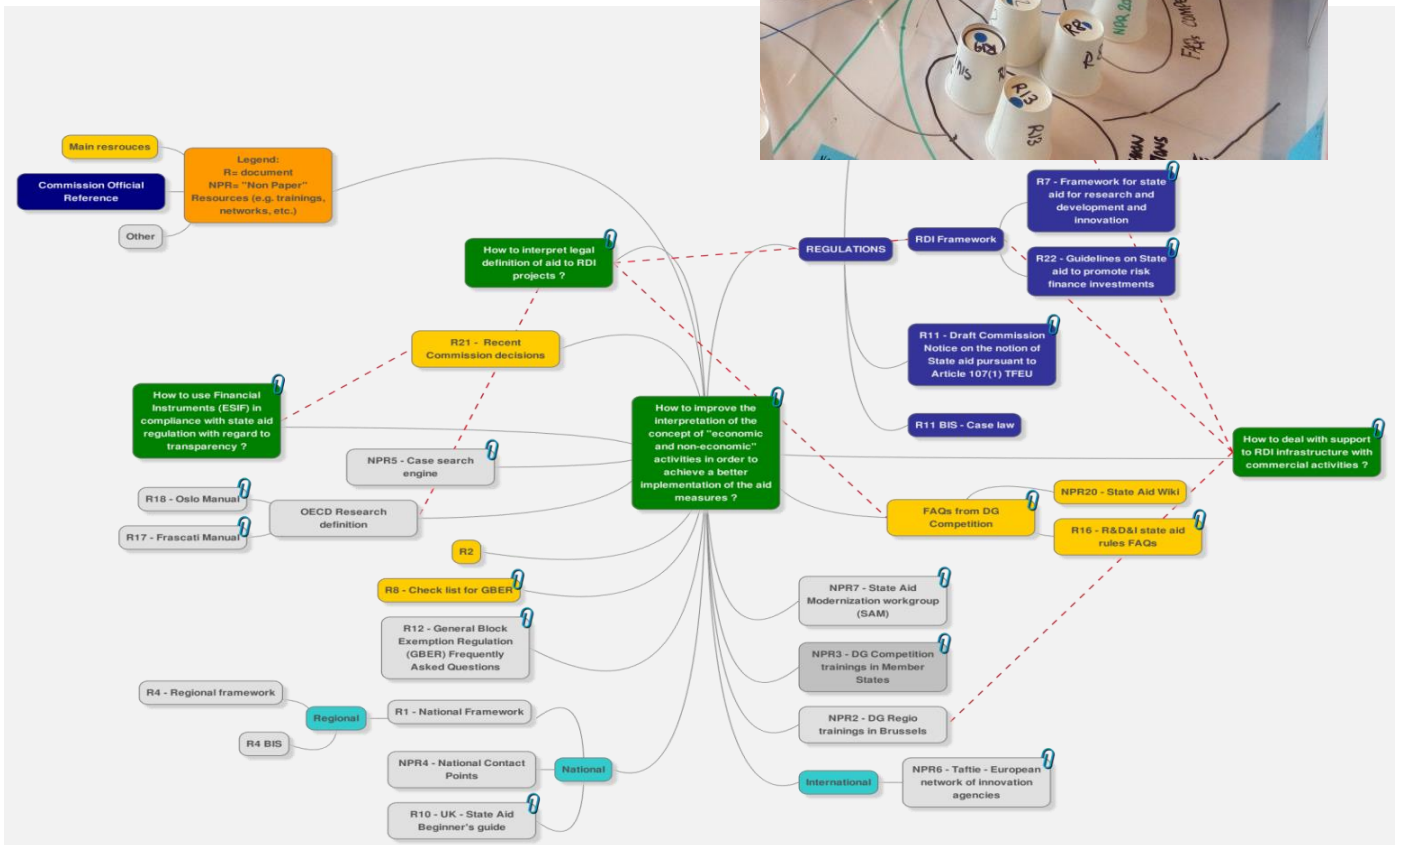 R8
NPR 20
FAQs
R13
R13
Main resrouces
Commission Official
Reference
Other
Legend:
R= document
NPR= "Non Paper"
Resources (e.g. trainings,
networks, etc.)
How to interpret legal
definition of aid to RDI
projects ?
REGULATIONS
RDI Framework
R7 - Framework for state
aid for research and
development and
innovation
R22 - Guidelines on State
aid to promote risk
finance investments
R11 - Draft Commission
Notice on the notion of
State aid pursuant to
Article 107(1) TFEU
R11 BIS - Case law
R21 - Recent
Commission decisions
How to use Financial
Instruments (ESIF) in
compliance with state aid
regulation with regard to
transparency ?
How to improve the
interpretation of the
concept of "economic
and non-economic"
activities in order to
achieve a better
implementation of the aid
measures ?
How to deal with support
to RDI infrastructure with
commercial activities ?
NPR5 - Case search
engine
R18 - Oslo Manual
R17 - Frascati Manual
OECD Research
definition
FAQs from DG
Competition
NPR20 - State Aid Wiki
R16 - R&D&I state aid
rules FAQs
R2
R8 - Check list for GBER
R12 - General Block
Exemption Regulation
(GBER) Frequently
Asked Questions
NPR7 - State Aid
Modernization workgroup
(SAM)
NPR3 - DG Competition
trainings in Member
States
NPR2 - DG Regio
trainings in Brussels
R4 - Regional framework
R4 BIS
Regional
R1 - National Framework
NPR4 - National Contact
Points
R10 - UK - State Aid
Beginner's guide
National
International
NPR6 - Taftie - European
network of innovation
agencies